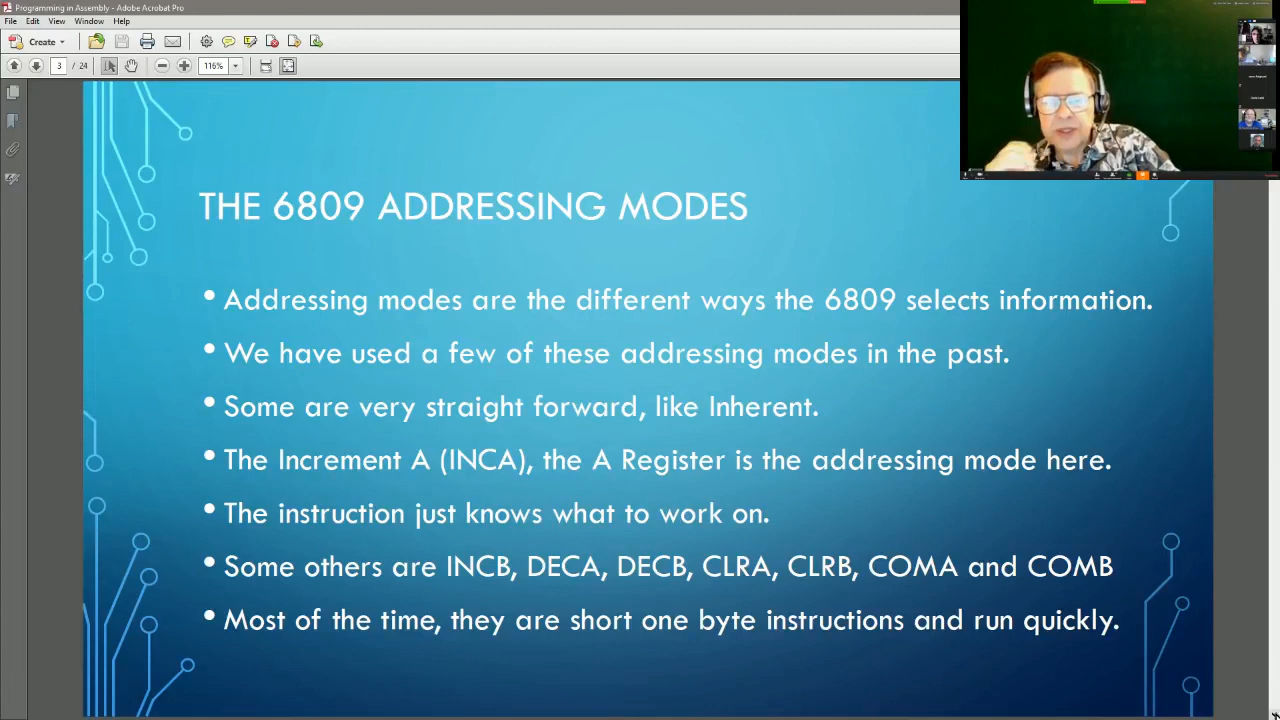 Programming in Assembly - Adobe Acrobat Pro
File Edit View Window Help
Create
3 / 24 116%
THE 6809 ADDRESSING MODES
• Addressing modes are the different ways the 6809 selects information.
• We have used a few of these addressing modes in the past.
• Some are very straight forward, like Inherent.
• The Increment A (INCA), the A Register is the addressing mode here.
• The instruction just knows what to work on.
• Some others are INCB, DECA, DECB, CLRA, CLRB, COMA and COMB
• Most of the time, they are short one byte instructions and run quickly.